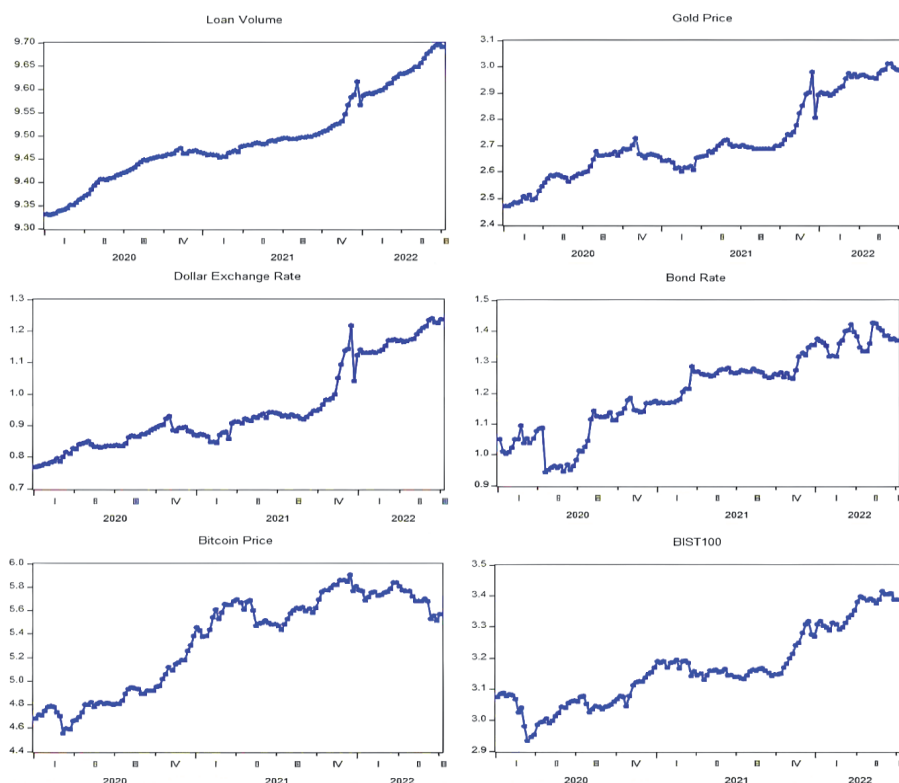 Loan Volume
9.70
9.65
9.60
9.55
9.50
9.45
9.40
9.35
9.30
I II III IV I II III IV I II III
2020 2021 2022
Gold Price
3.1
3.0
2.9
2.8
2.7
2.6
2.5
2.4
I II III IV I II III IV I II
2020 2021 2022
Dollar Exchange Rate
1.3
1.2
1.1
1.0
0.9
0.8
0.7
I II III IV I II III IV I II III
2020 2021 2022
Bond Rate
1.5
1.4
1.3
1.2
1.1
1.0
0.9
I II III IV I II III IV I II
2020 2021 2022
Bitcoin Price
6.0
5.6
5.2
4.8
4.4
I II III IV I II III IV I II III
2020 2021 2022
BIST100
3.5
3.4
3.3
3.2
3.1
3.0
2.9
I II III IV I II III IV I II
2020 2021 2022